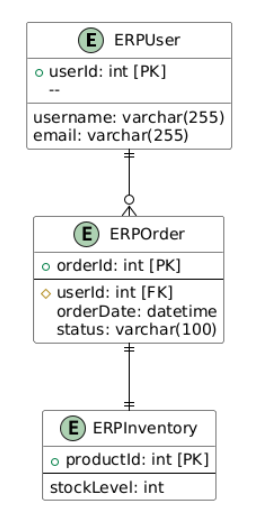 E ERPUser
userId: int [PK]
--
username: varchar(255)
email: varchar(255)
E ERPOrder
orderId: int [PK]
userId: int [FK]
orderDate: datetime
status: varchar(100)
E ERPInventory
productId: int [PK]
stockLevel: int